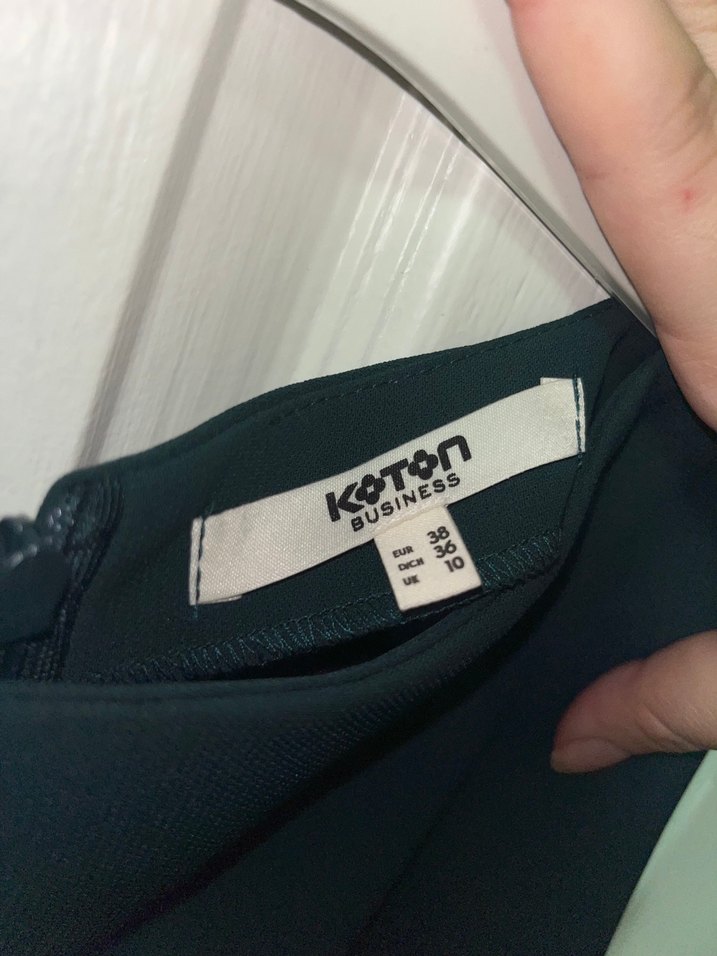 KOTON
BUSINESS
EUR 38
D/CH 36
UK 10